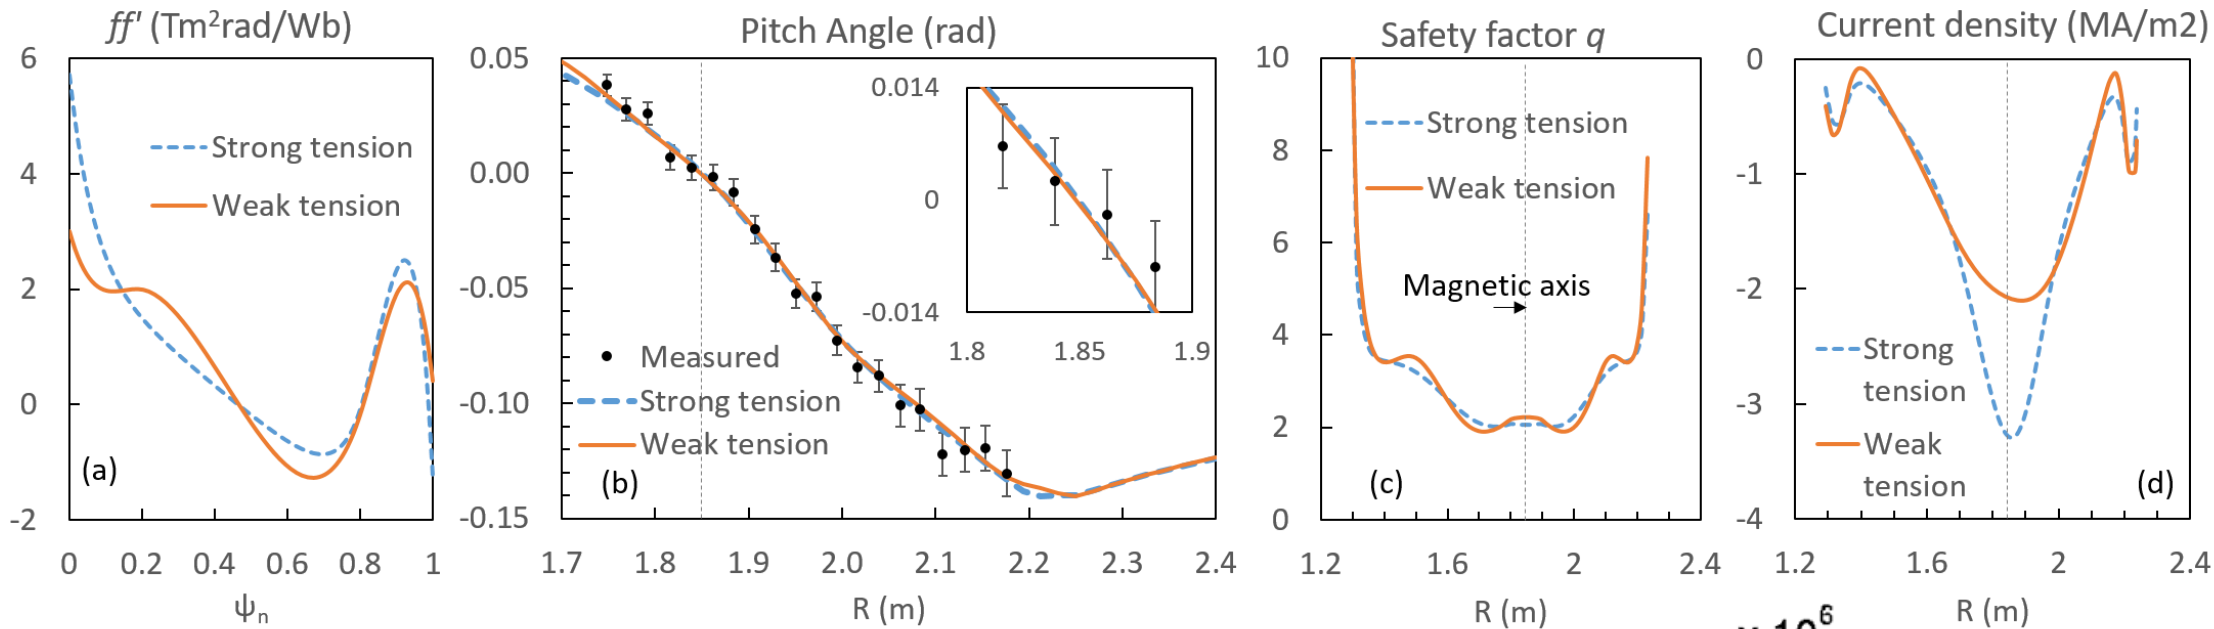 ff′ (Tm²rad/Wb)
6
4
2
0
-2
0 0.2 0.4 0.6 0.8 1
ψₙ
Strong tension
Weak tension
(a)
Pitch Angle (rad)
0.05
0.00
-0.05
-0.10
-0.15
1.7 1.8 1.9 2.0 2.1 2.2 2.3 2.4
R (m)
0.014
0
-0.014
1.8 1.85 1.9
Measured
Strong tension
Weak tension
(b)
Safety factor q
10
8
6
4
2
0
1.2 1.6 2 2.4
R (m)
Strong tension
Weak tension
Magnetic axis
(c)
Current density (MA/m2)
0
-1
-2
-3
-4
1.2 1.6 2 2.4
R (m)
Strong
tension
Weak
tension
(d)